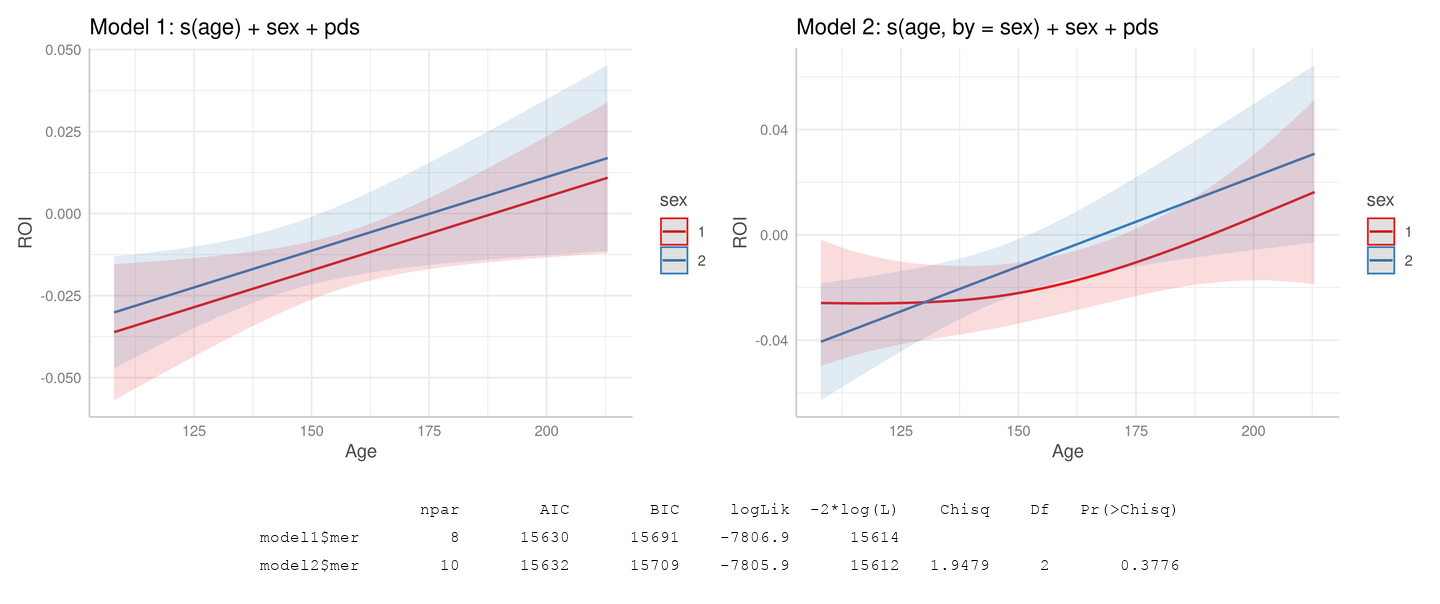 Model 1: s(age) + sex + pds
0.050
0.025
0.000
-0.025
-0.050
ROI
125 150 175 200
Age
sex
1
2
Model 2: s(age, by = sex) + sex + pds
0.04
0.00
-0.04
ROI
125 150 175 200
Age
sex
1
2
npar AIC BIC logLik -2*log(L) Chisq Df Pr(>Chisq)
model1$mer 8 15630 15691 -7806.9 15614
model2$mer 10 15632 15709 -7805.9 15612 1.9479 2 0.3776